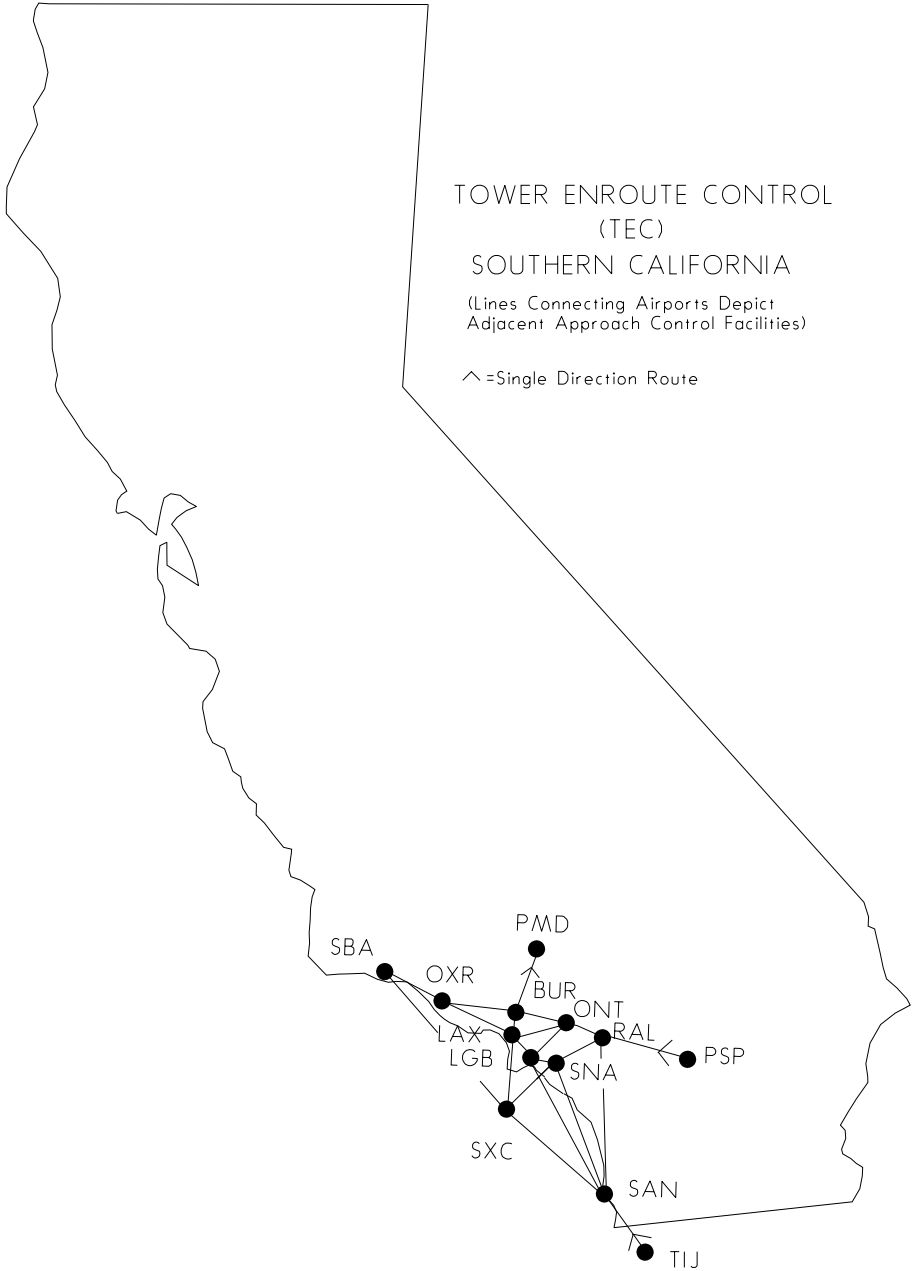 TOWER ENROUTE CONTROL
(TEC)
SOUTHERN CALIFORNIA
(Lines Connecting Airports Depict
Adjacent Approach Control Facilities)
^ =Single Direction Route
PMD
SBA
OXR
BUR
ONT
LAX
RAL
LGB
PSP
SNA
SXC
SAN
TIJ